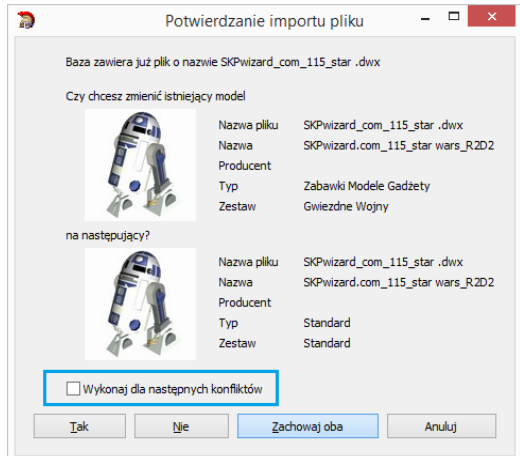 Potwierdzanie importu pliku
Baza zawiera już plik o nazwie SKPwizard_com_115_star .dwx
Czy chcesz zmienić istniejący model
Nazwa pliku SKPwizard_com_115_star .dwx
Nazwa SKPwizard.com_115_star wars_R2D2
Producent
Typ Zabawki Modele Gadżety
Zestaw Gwiezdne Wojny
na następujący?
Nazwa pliku SKPwizard_com_115_star .dwx
Nazwa SKPwizard.com_115_star wars_R2D2
Producent
Typ Standard
Zestaw Standard
Wykonaj dla następnych konfliktów
Tak Nie Zachowaj oba Anuluj